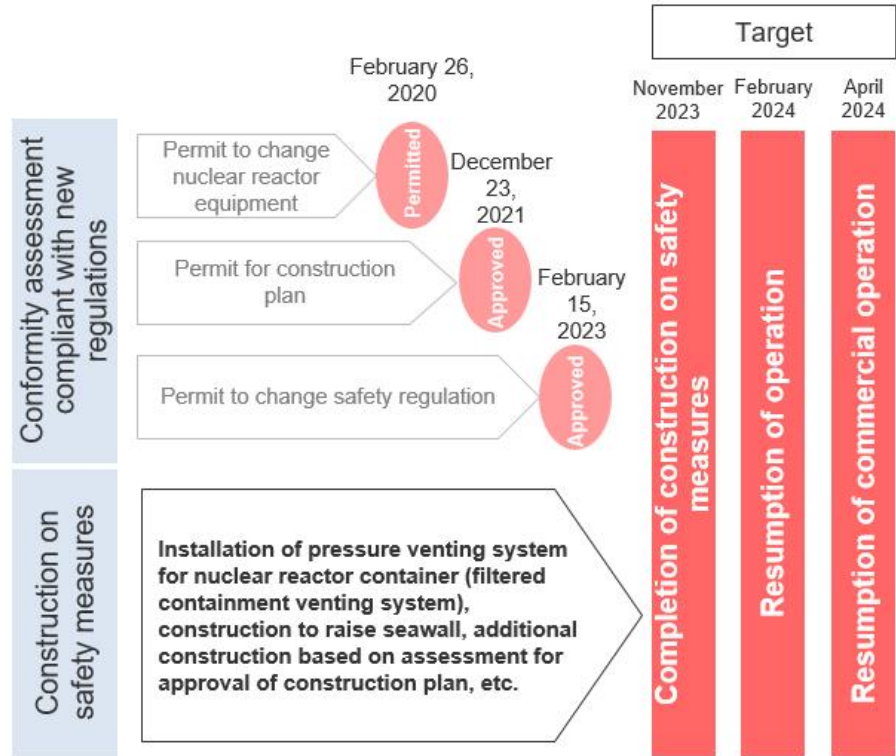 Target
February 26,
2020
November
2023
February
2024
April
2024
Conformity assessment
compliant with new
regulations
Permit to change
nuclear reactor
equipment
Permitted
December
23,
2021
Permit for construction
plan
Approved
February
15,
2023
Permit to change safety regulation
Approved
Construction on
safety measures
Installation of pressure venting system
for nuclear reactor container (filtered
containment venting system),
construction to raise seawall, additional
construction based on assessment for
approval of construction plan, etc.
Completion of construction on safety
measures
Resumption of operation
Resumption of commercial operation